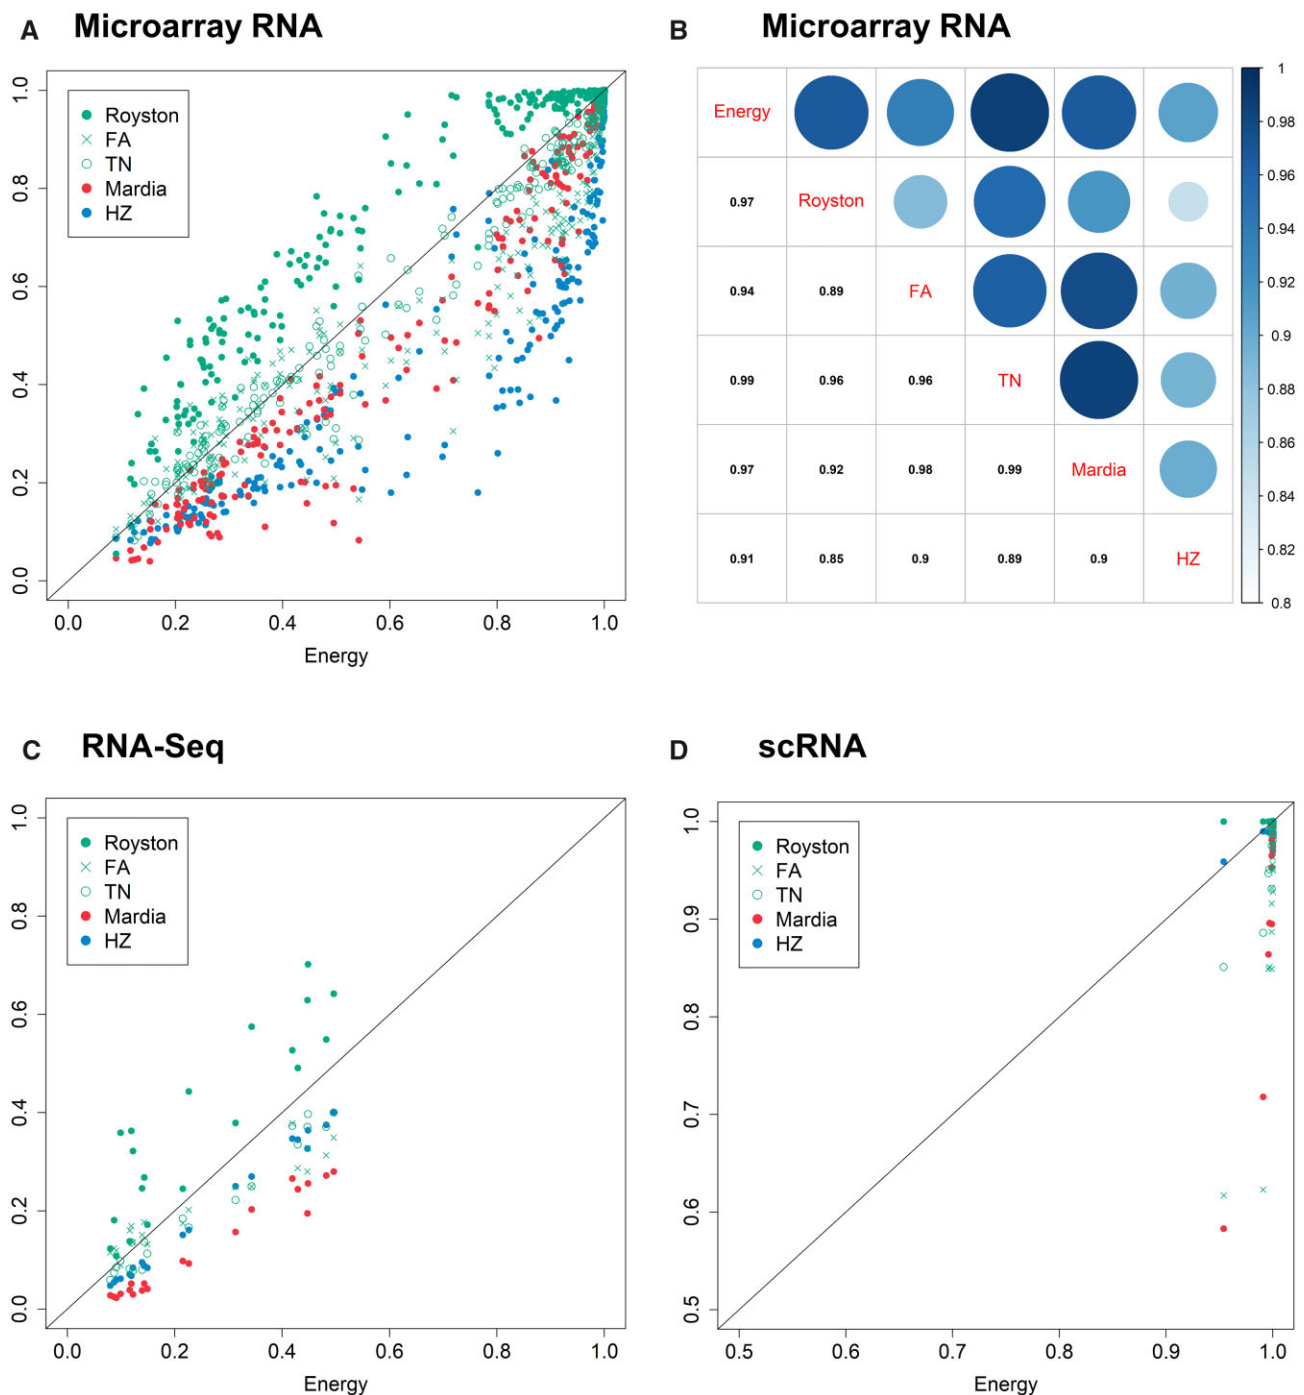 A Microarray RNA
Royston
FA
TN
Mardia
HZ
1.0
0.8
0.6
0.4
0.2
0.0
0.0 0.2 0.4 0.6 0.8 1.0
Energy
B Microarray RNA
Energy
0.97 Royston
0.94 0.89 FA
0.99 0.96 0.96 TN
0.97 0.92 0.98 0.99 Mardia
0.91 0.85 0.9 0.89 0.9 HZ
1
0.98
0.96
0.94
0.92
0.9
0.88
0.86
0.84
0.82
0.8
C RNA-Seq
Royston
FA
TN
Mardia
HZ
1.0
0.8
0.6
0.4
0.2
0.0
0.0 0.2 0.4 0.6 0.8 1.0
Energy
D scRNA
Royston
FA
TN
Mardia
HZ
1.0
0.9
0.8
0.7
0.6
0.5
0.5 0.6 0.7 0.8 0.9 1.0
Energy